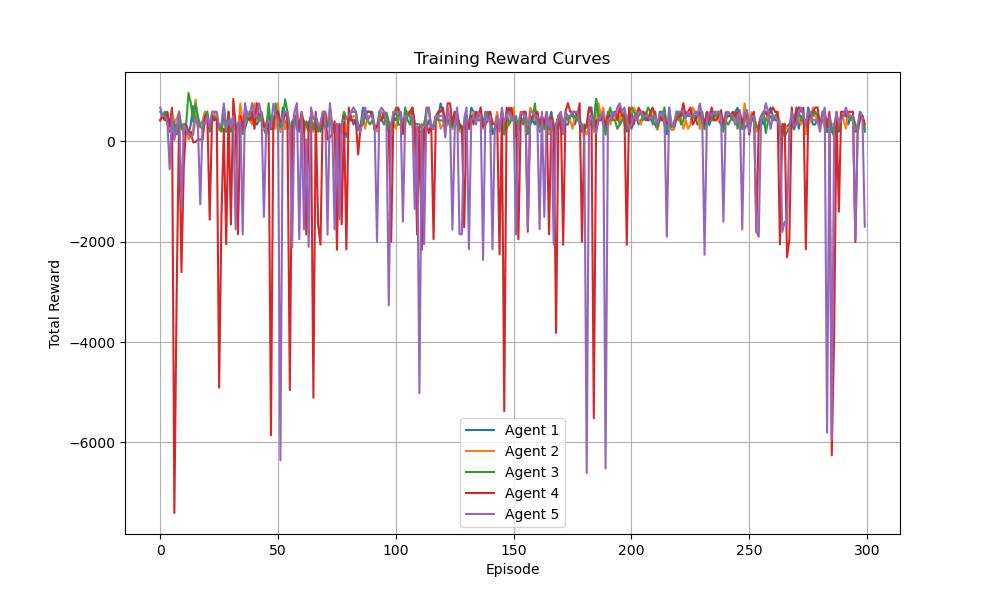 Training Reward Curves
Total Reward
0
−2000
−4000
−6000
Agent 1
Agent 2
Agent 3
Agent 4
Agent 5
0 50 100 150 200 250 300
Episode